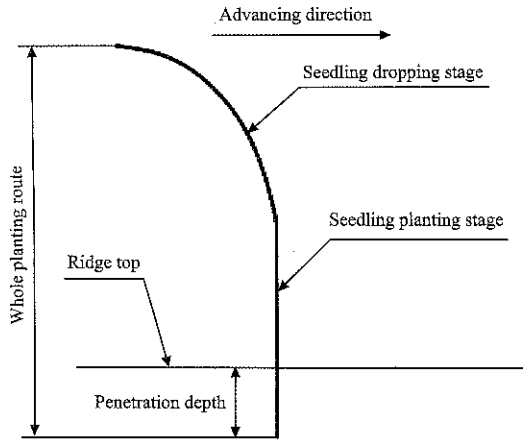 Advancing direction
Seedling dropping stage
Whole planting route
Seedling planting stage
Ridge top
Penetration depth